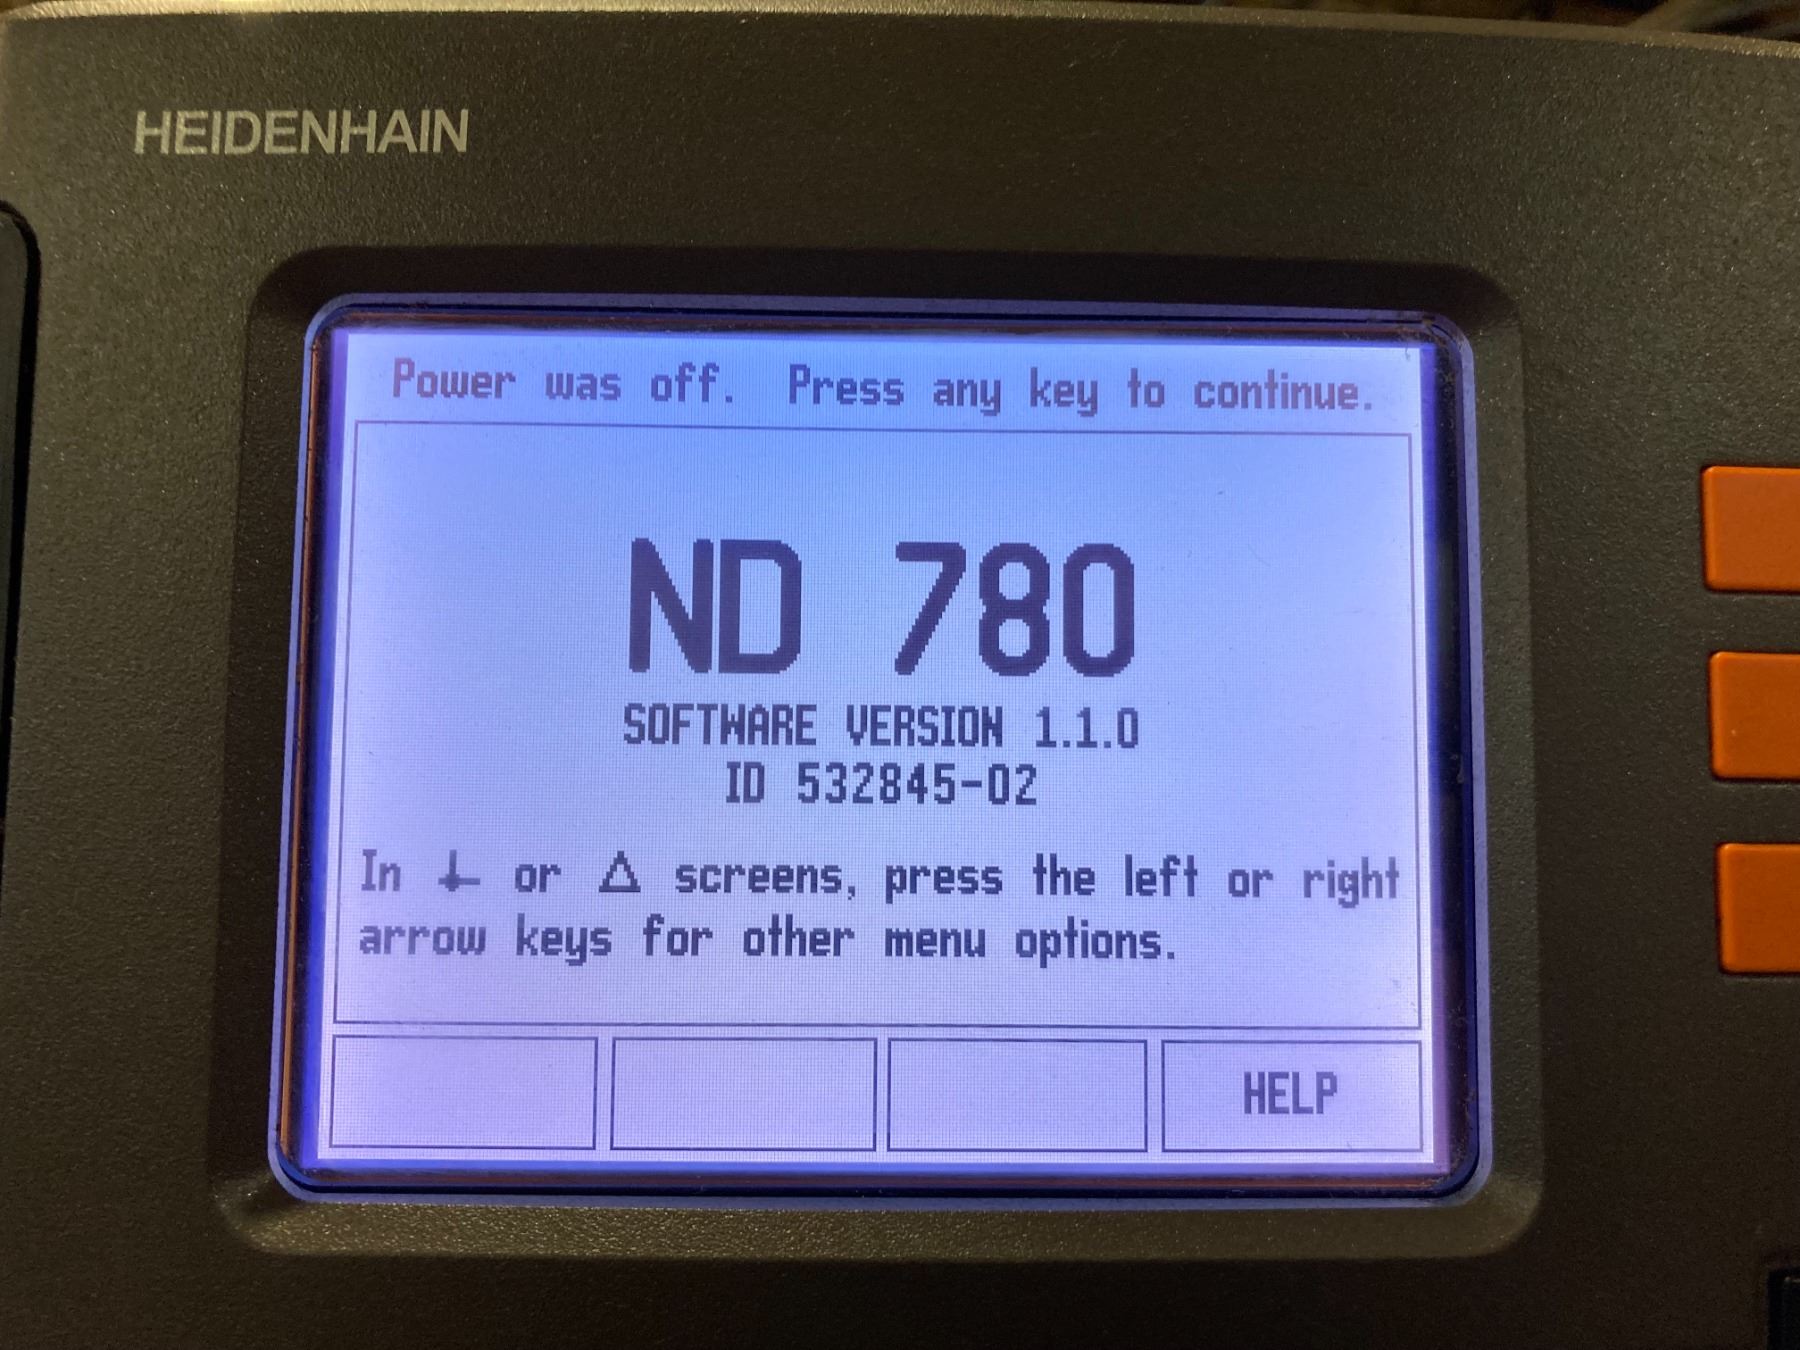 HEIDENHAIN
Power was off. Press any key to continue.
ND 780
SOFTWARE VERSION 1.1.0
ID 532845-02
In ⸸ or Δ screens, press the left or right
arrow keys for other menu options.
HELP